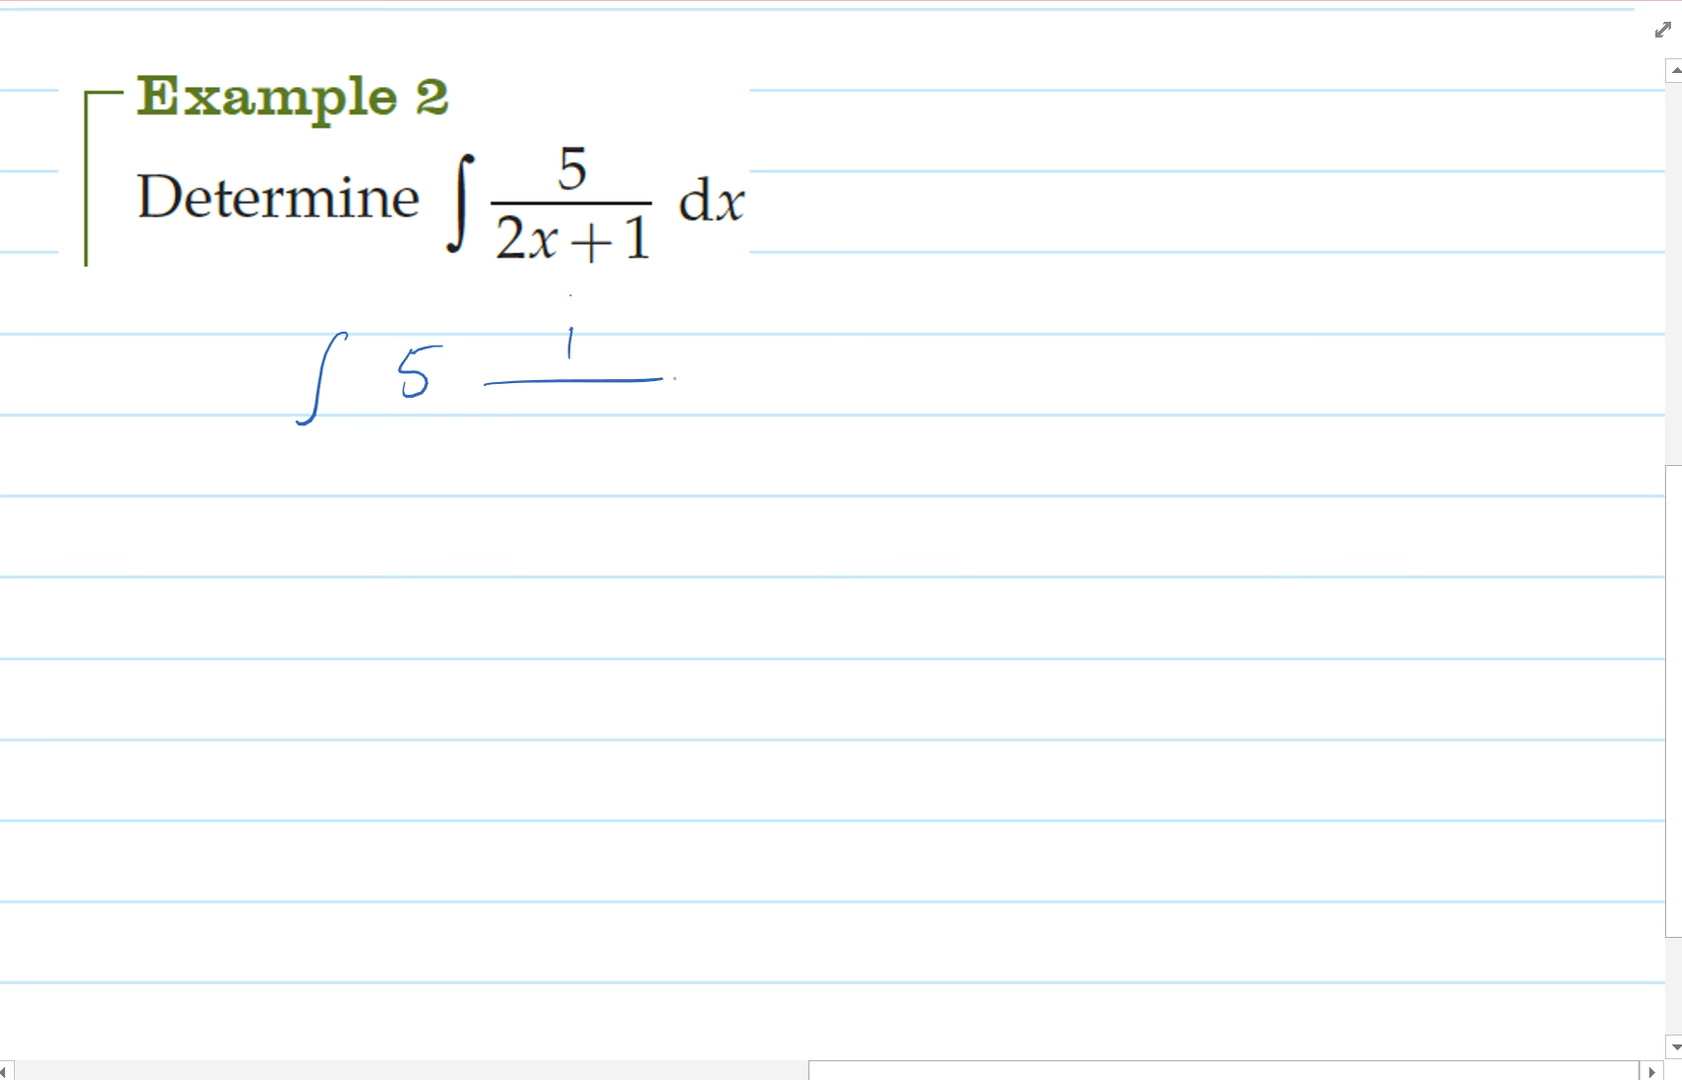 Example 2
Determine ∫ 5/(2x+1) dx
∫ 5 1/